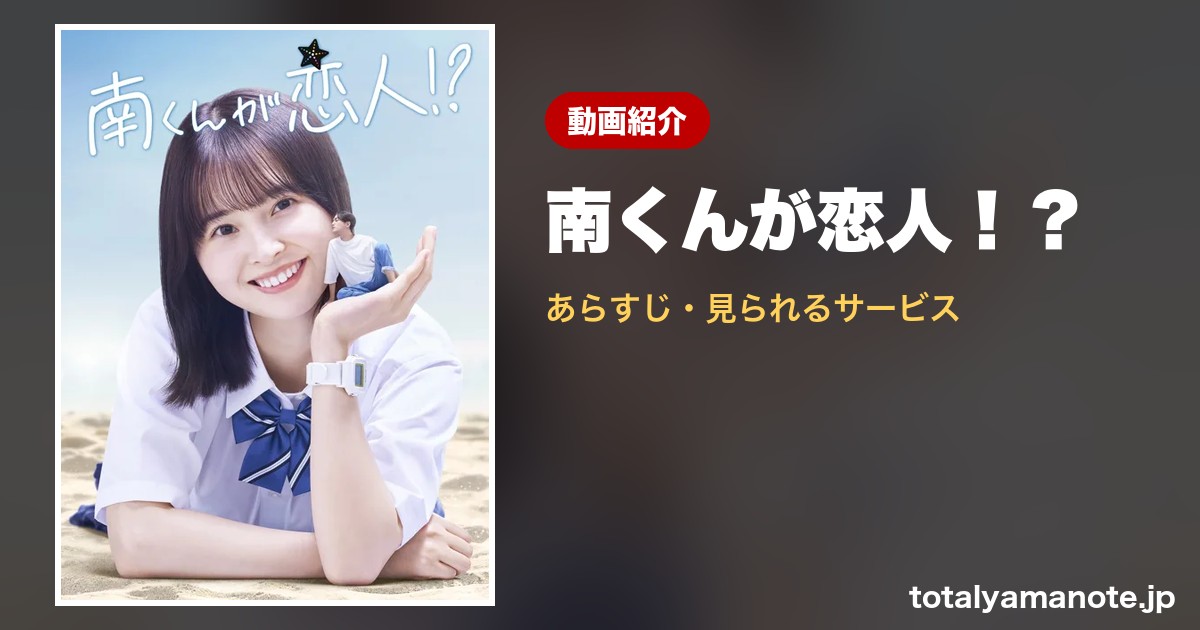 南くんが恋人!?
動画紹介
南くんが恋人！？
あらすじ・見られるサービス
totalyamanote.jp